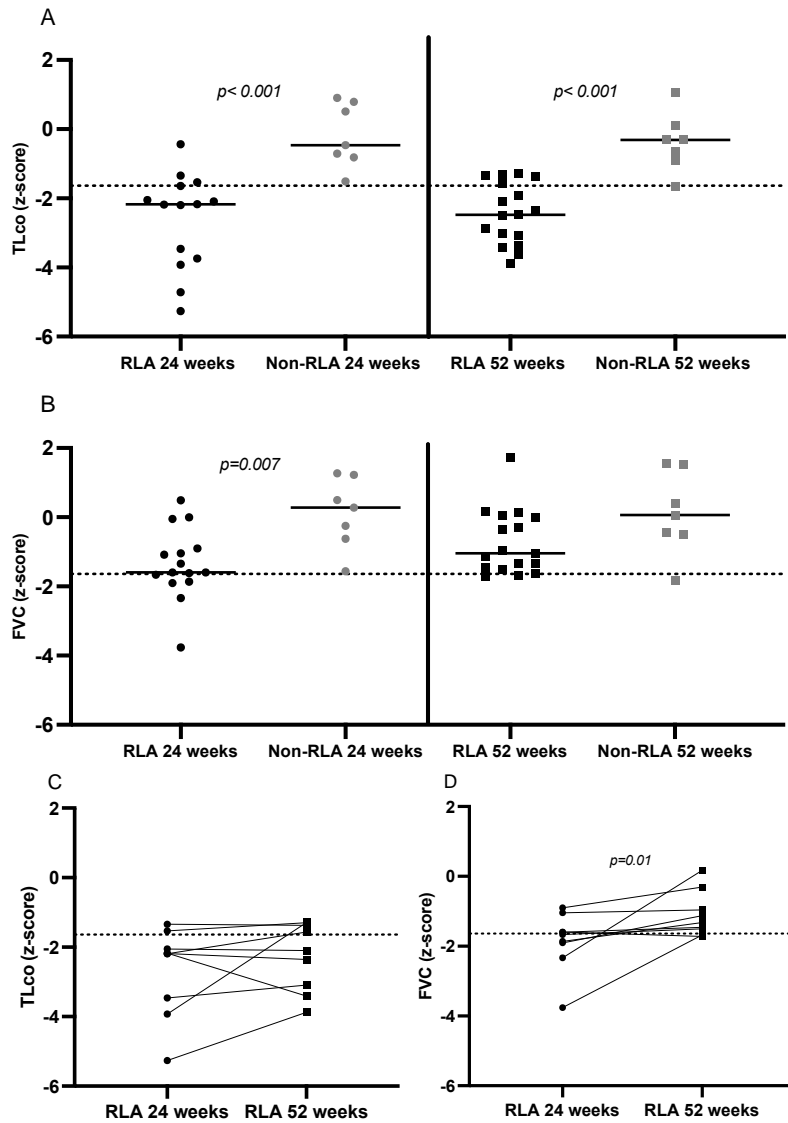 A
TLco (z-score)
2
0
-2
-4
-6
p< 0.001
p< 0.001
RLA 24 weeks
Non-RLA 24 weeks
RLA 52 weeks
Non-RLA 52 weeks
B
FVC (z-score)
2
0
-2
-4
-6
p=0.007
RLA 24 weeks
Non-RLA 24 weeks
RLA 52 weeks
Non-RLA 52 weeks
C
TLco (z-score)
2
0
-2
-4
-6
RLA 24 weeks
RLA 52 weeks
D
FVC (z-score)
2
0
-2
-4
-6
p=0.01
RLA 24 weeks
RLA 52 weeks